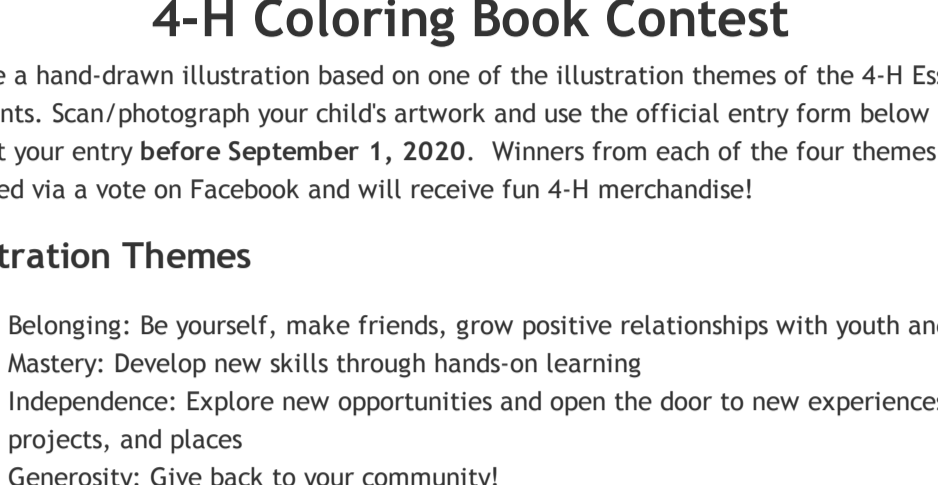 4-H Coloring Book Contest
a hand-drawn illustration based on one of the illustration themes of the 4-H
Scan/photograph your child's artwork and use the official entry form below
your entry before September 1, 2020. Winners from each of the four themes
via a vote on Facebook and will receive fun 4-H merchandise!
Themes
Belonging: Be yourself, make friends, grow positive relationships with youth
Mastery: Develop new skills through hands-on learning
Independence: Explore new opportunities and open the door to new experiences
projects, and places
Generosity: Give back to your community!